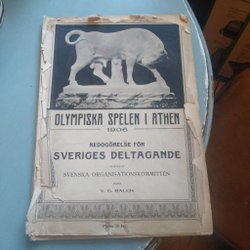 OLYMPISKA SPELEN I ATHEN
1906
REDOGÖRELSE FÖR
SVERIGES DELTAGANDE
SVENSKA ORGANISATIONSKOMMITTÉN
V. G. BALCK